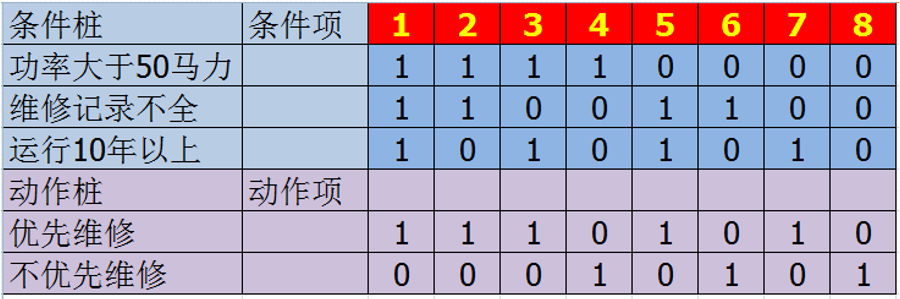 条件桩 条件项 1 2 3 4 5 6 7 8
功率大于50马力 1 1 1 1 0 0 0 0
维修记录不全 1 1 0 0 1 1 0 0
运行10年以上 1 0 1 0 1 0 1 0
动作桩 动作项
优先维修 1 1 1 0 1 0 1 0
不优先维修 0 0 0 1 0 1 0 1